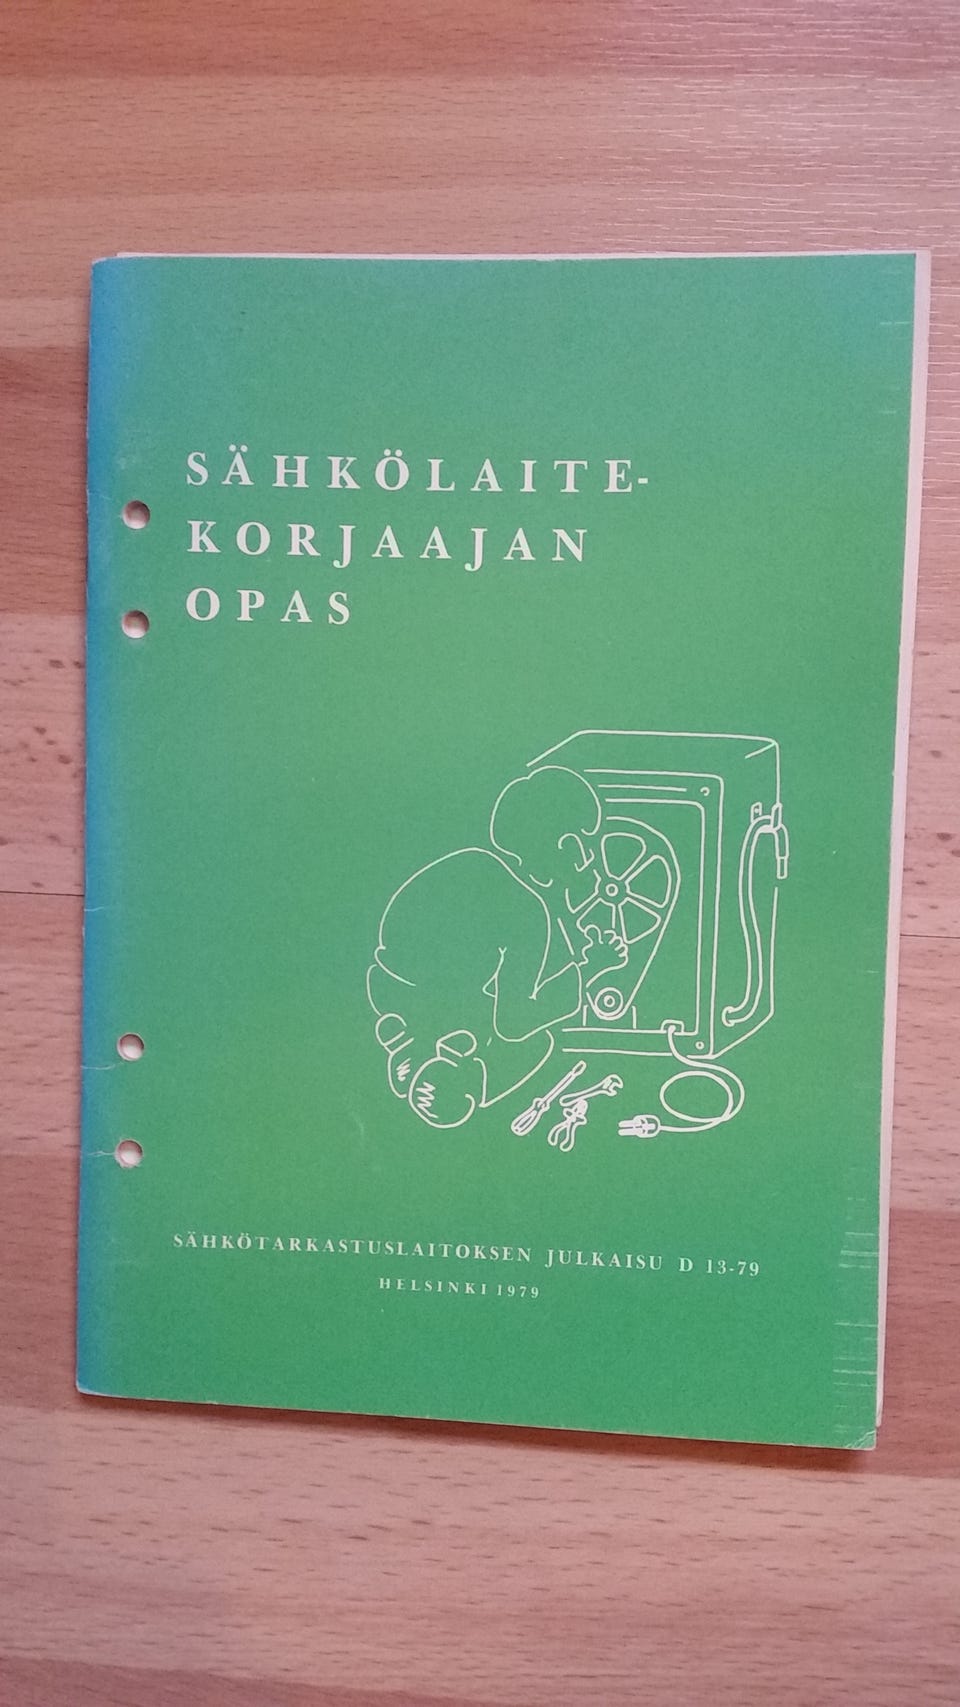 SÄHKÖLAITE-
KORJAAJAN
OPAS
SÄHKÖTARKASTUSLAITOKSEN JULKAISU D 13-79
HELSINKI 1979